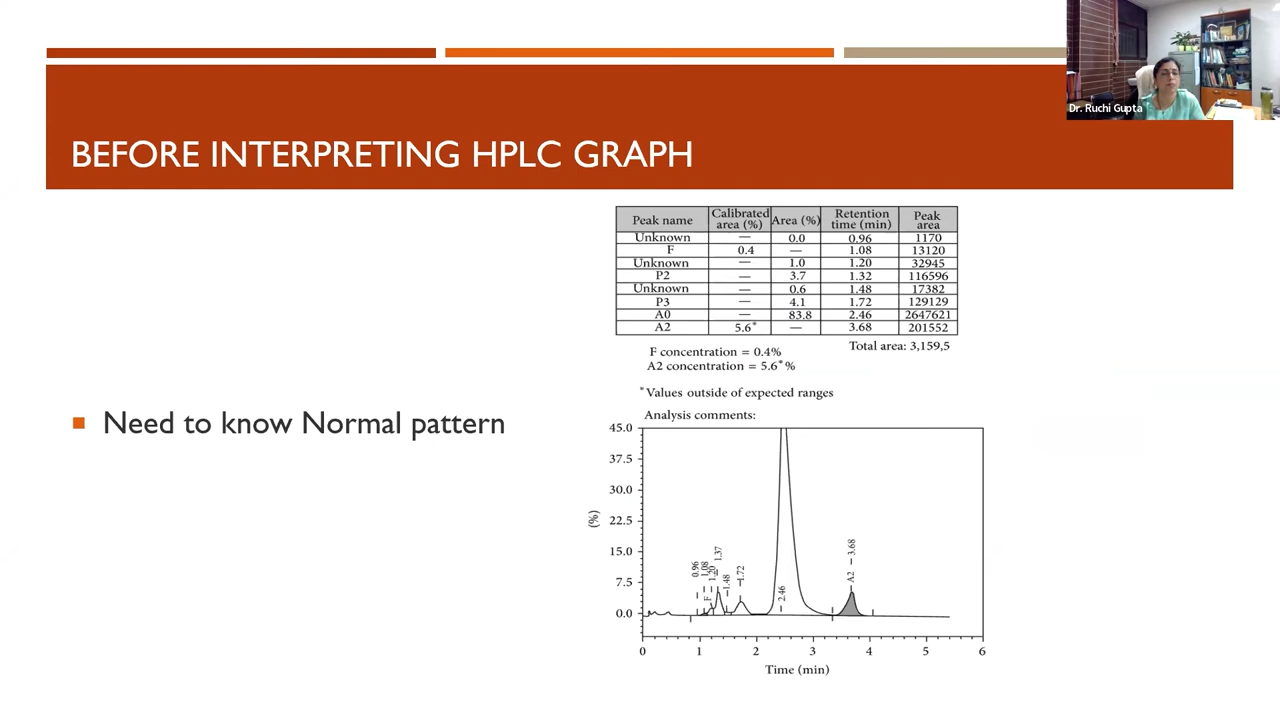 Dr. Ruchi Gupta
BEFORE INTERPRETING HPLC GRAPH
Need to know Normal pattern
Peak name Calibrated area (%) Area (%) Retention time (min) Peak area
Unknown — 0.0 0.96 1170
F 0.4 — 1.08 13120
Unknown — 1.0 1.20 32945
P2 — 3.7 1.32 116596
Unknown — 0.6 1.48 17382
P3 — 4.1 1.72 129129
A0 — 83.8 2.46 2647621
A2 5.6* — 3.68 201552
Total area: 3,159,5
F concentration = 0.4%
A2 concentration = 5.6*%
*Values outside of expected ranges
Analysis comments:
45.0
37.5
30.0
22.5
15.0
7.5
0.0
(%)
0.96
1.08
F
1.20
1.37
1.48
1.72
2.46
A2 — 3.68
0 1 2 3 4 5 6
Time (min)